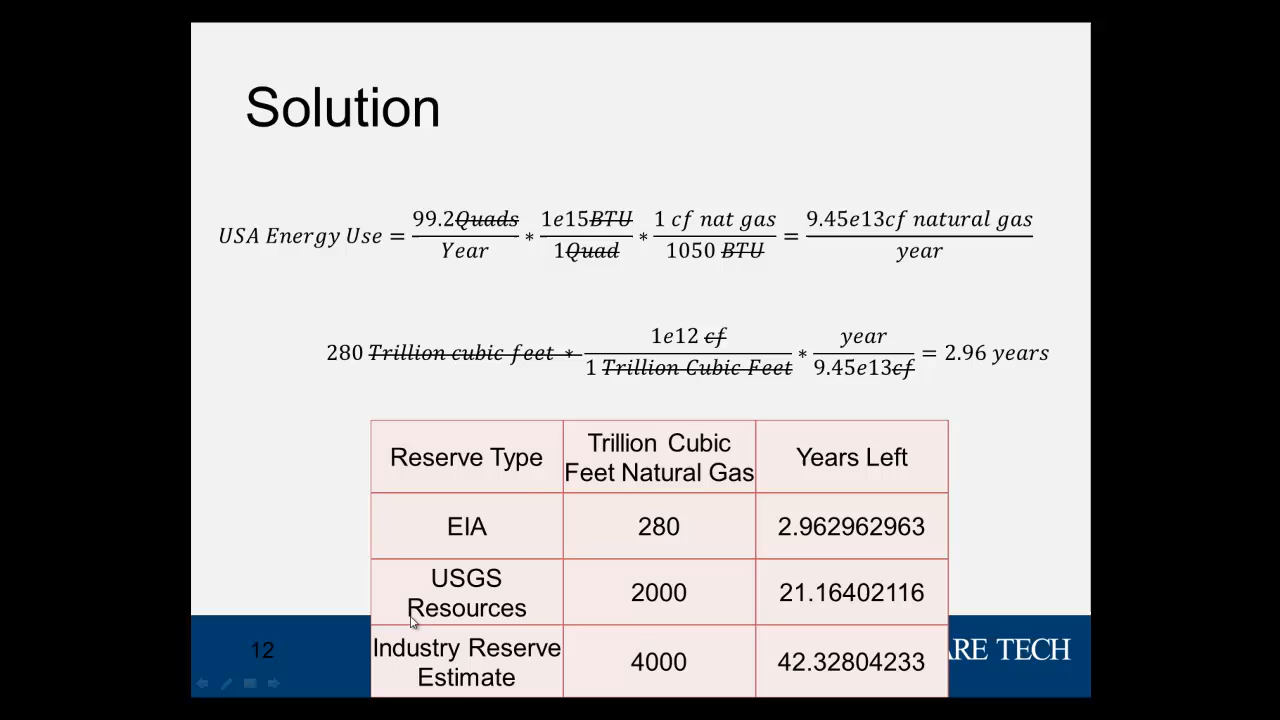 Solution
USA Energy Use = 99.2Quads/Year * 1e15BTU/1Quad * 1 cf nat gas/1050 BTU = 9.45e13cf natural gas/year
280 Trillion cubic feet * 1e12 cf/1 Trillion Cubic Feet * year/9.45e13cf = 2.96 years
Reserve Type
Trillion Cubic
Feet Natural Gas
Years Left
EIA
280
2.962962963
USGS
Resources
2000
21.16402116
Industry Reserve
Estimate
4000
42.32804233
12
TECH